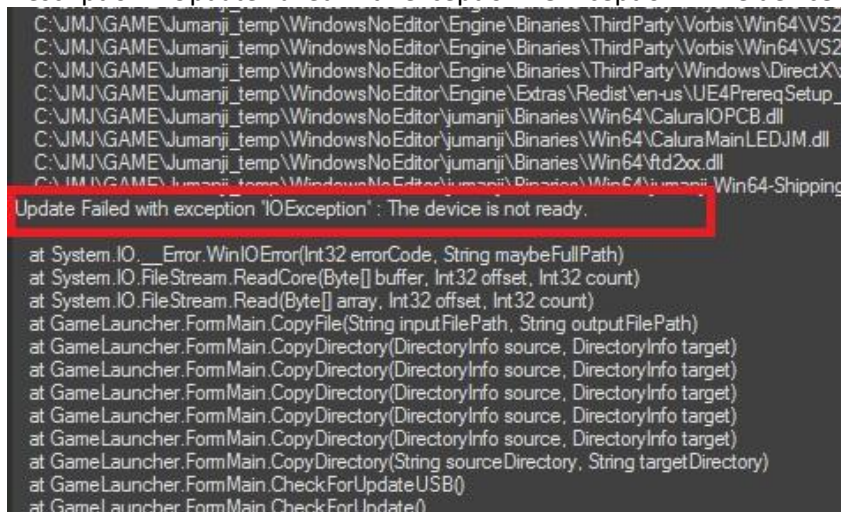 C:\JMJ\GAME\Jumanji_temp\WindowsNoEditor\Engine\Binaries\ThirdParty\Vorbis\Win64\VS2
C:\JMJ\GAME\Jumanji_temp\WindowsNoEditor\Engine\Binaries\ThirdParty\Windows\DirectX\
C:\JMJ\GAME\Jumanji_temp\WindowsNoEditor\Engine\Extras\Redist\en-us\UE4PrereqSetup_
C:\JMJ\GAME\Jumanji_temp\WindowsNoEditor\jumanji\Binaries\Win64\CaluraIOPCB.dll
C:\JMJ\GAME\Jumanji_temp\WindowsNoEditor\jumanji\Binaries\Win64\CaluraMainLEDJM.dll
C:\JMJ\GAME\Jumanji_temp\WindowsNoEditor\jumanji\Binaries\Win64\ftd2xx.dll
C:\JMJ\GAME\Jumanji_temp\WindowsNoEditor\jumanji\Binaries\Win64\jumanji-Win64-Shipping
Update Failed with exception 'IOException' : The device is not ready.
at System.IO.__Error.WinIOError(Int32 errorCode, String maybeFullPath)
at System.IO.FileStream.ReadCore(Byte[] buffer, Int32 offset, Int32 count)
at System.IO.FileStream.Read(Byte[] array, Int32 offset, Int32 count)
at GameLauncher.FormMain.CopyFile(String inputFilePath, String outputFilePath)
at GameLauncher.FormMain.CopyDirectory(DirectoryInfo source, DirectoryInfo target)
at GameLauncher.FormMain.CopyDirectory(DirectoryInfo source, DirectoryInfo target)
at GameLauncher.FormMain.CopyDirectory(DirectoryInfo source, DirectoryInfo target)
at GameLauncher.FormMain.CopyDirectory(DirectoryInfo source, DirectoryInfo target)
at GameLauncher.FormMain.CopyDirectory(DirectoryInfo source, DirectoryInfo target)
at GameLauncher.FormMain.CopyDirectory(String sourceDirectory, String targetDirectory)
at GameLauncher.FormMain.CheckForUpdateUSB()
at GameLauncher.FormMain.CheckForUpdate()